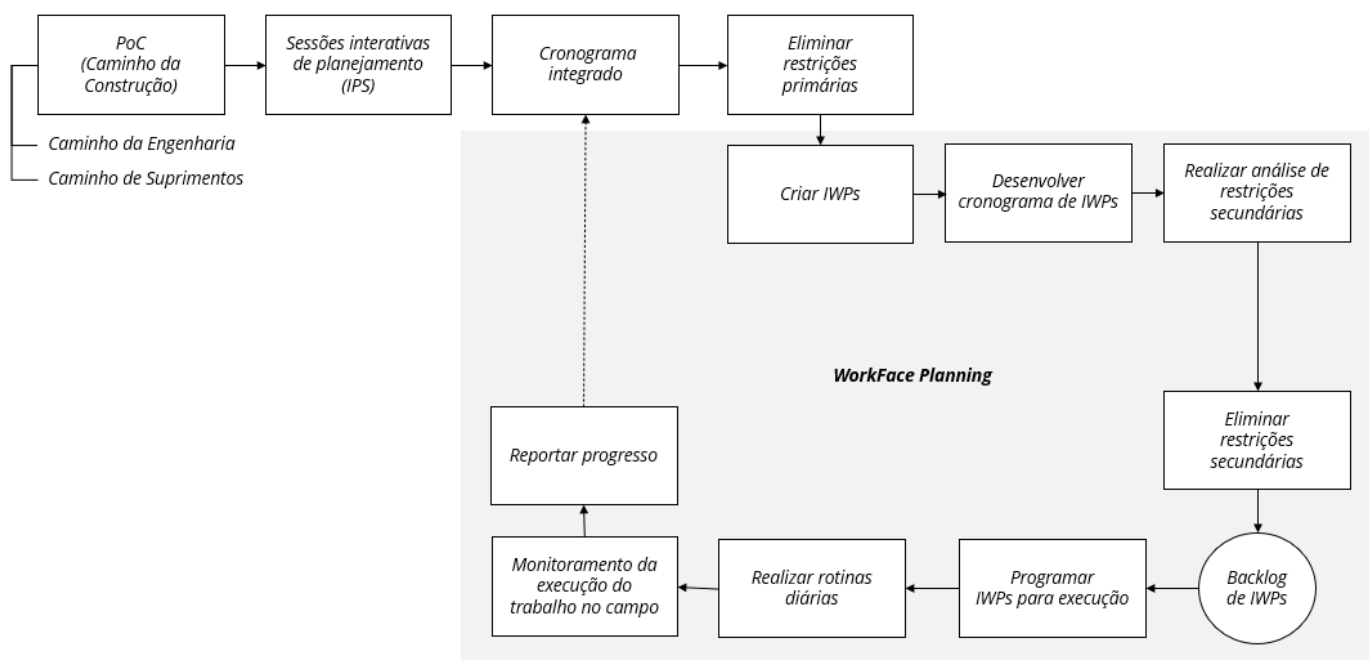 PoC
(Caminho da
Construção)
Sessões interativas
de planejamento
(IPS)
Cronograma
integrado
Eliminar
restrições
primárias
Caminho da Engenharia
Caminho de Suprimentos
Criar IWPs
Desenvolver
cronograma de IWPs
Realizar análise de
restrições
secundárias
WorkFace Planning
Eliminar
restrições
secundárias
Reportar progresso
Monitoramento da
execução do
trabalho no campo
Realizar rotinas
diárias
Programar
IWPs para execução
Backlog
de IWPs